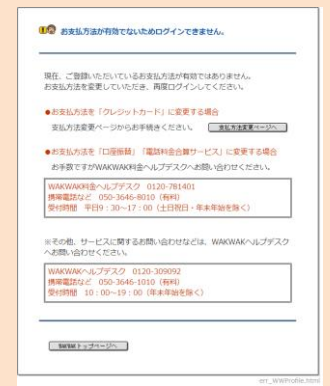 お支払方法が有効でないためログインできません。
現在、ご登録いただいているお支払方法が有効ではありません。
お支払方法を変更していただき、再度ログインしてください。
●お支払方法を「クレジットカード」に変更する場合
支払方法変更ページからお手続きください。 支払方法変更ページへ
●お支払方法を「口座振替」「電話料金合算サービス」に変更する場合
お手数ですがWAKWAK料金ヘルプデスクへお問い合わせください。
WAKWAK料金ヘルプデスク 0120-781401
携帯電話など 050-3646-8010（有料）
受付時間 平日9：30～17：00（土日祝日・年末年始を除く）
※その他、サービスに関するお問い合わせなどは、WAKWAKヘルプデスク
へお問い合わせください。
WAKWAKヘルプデスク 0120-309092
携帯電話など 050-3646-1010（有料）
受付時間 10：00～19：00（年末年始を除く）
WAKWAKトップページへ
err_WWProfile.html